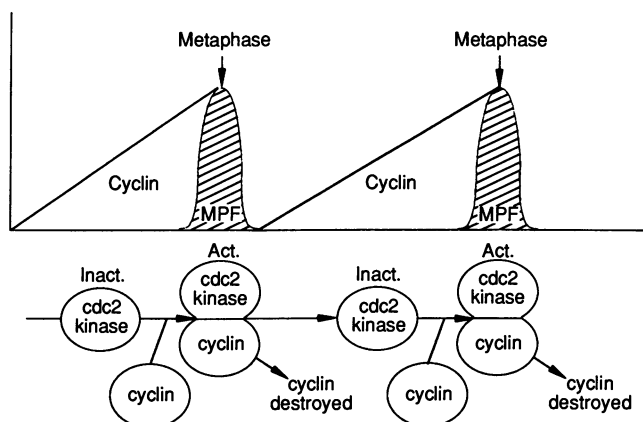 Metaphase
Metaphase
Cyclin
Cyclin
MPF
MPF
Inact.
Act.
Inact.
Act.
cdc2
kinase
cdc2
kinase
cdc2
kinase
cdc2
kinase
cyclin
cyclin
cyclin
cyclin
cyclin
destroyed
cyclin
destroyed